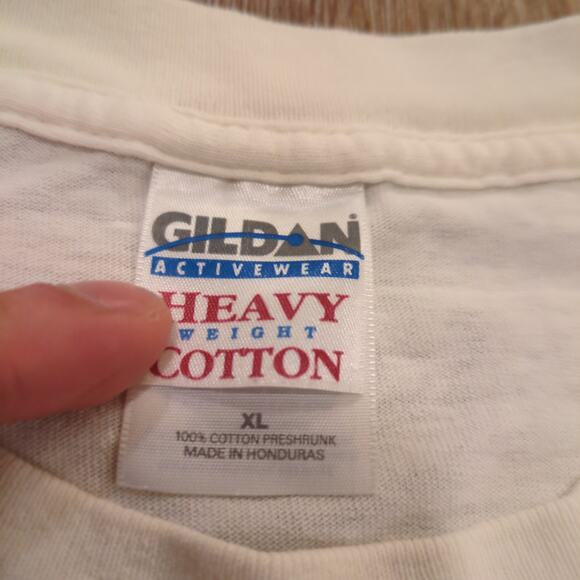 GILDAN
ACTIVEWEAR
HEAVY
WEIGHT
COTTON
XL
100% COTTON PRESHRUNK
MADE IN HONDURAS